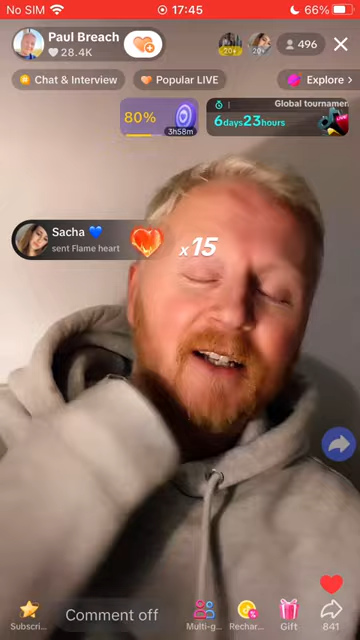 No SIM 17:45 66%
Paul Breach
28.4K
20+ 20+ 496
Chat & Interview Popular LIVE Explore >
80% 3h58m
Global tournamen
6days23hours
Sacha 💙
sent Flame heart x15
Subscri... Comment off Multi-g... Rechar... Gift 841